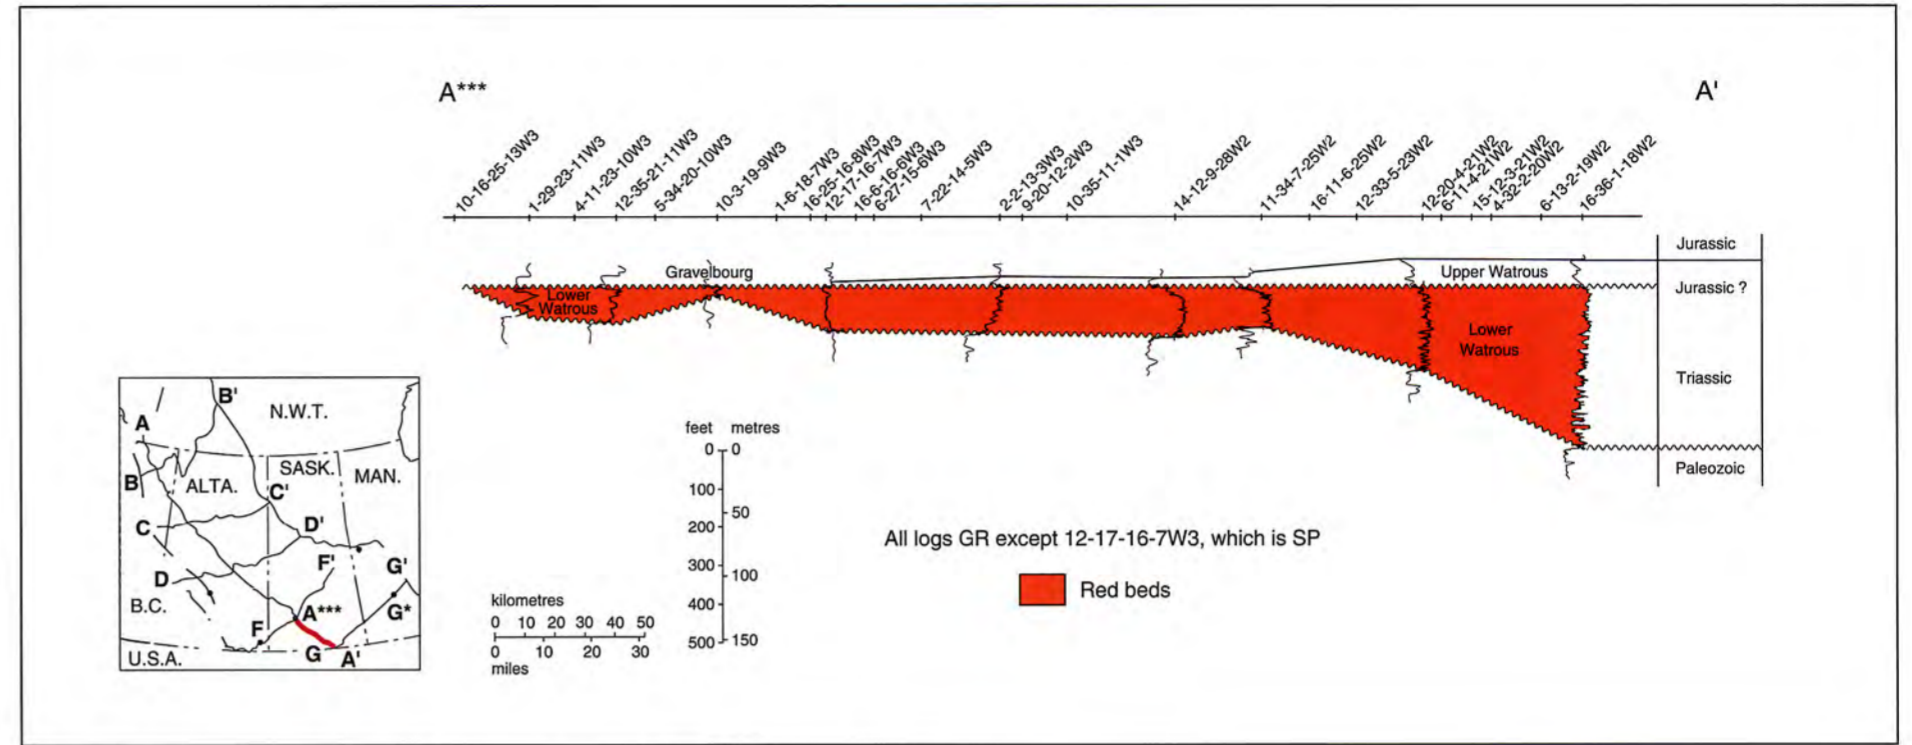 A***
A'
10-16-25-13W3
1-29-23-11W3
4-11-23-10W3
12-35-21-11W3
5-34-20-10W3
10-3-19-9W3
1-6-18-7W3
16-25-16-8W3
12-17-16-7W3
16-6-16-6W3
6-27-15-6W3
7-22-14-5W3
2-2-13-3W3
9-20-12-2W3
10-35-11-1W3
14-12-9-28W2
11-34-7-25W2
16-11-6-25W2
12-33-5-23W2
12-20-4-21W2
6-11-4-21W2
15-12-3-21W2
4-32-2-20W2
6-13-2-19W2
16-36-1-18W2
Jurassic
Gravelbourg
Upper Watrous
Jurassic ?
Lower
Watrous
Lower
Watrous
Triassic
Paleozoic
B'
N.W.T.
A
SASK.
MAN.
B
ALTA.
C'
C
D'
F'
G'
D
B.C.
A***
G*
F
G
A'
U.S.A.
feet metres
0 0
100
50
200
300
100
400
150
500
kilometres
0 10 20 30 40 50
0 10 20 30
miles
All logs GR except 12-17-16-7W3, which is SP
Red beds